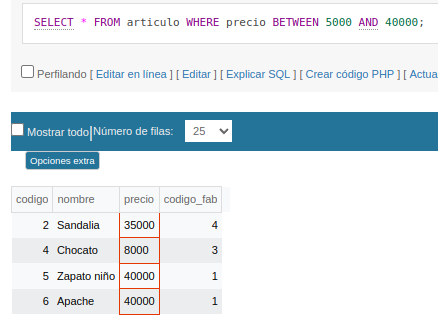 SELECT * FROM articulo WHERE precio BETWEEN 5000 AND 40000;
Perfilando [ Editar en línea ] [ Editar ] [ Explicar SQL ] [ Crear código PHP ] [ Actua
Mostrar todo | Número de filas: 25
Opciones extra
codigo nombre precio codigo_fab
2 Sandalia 35000 4
4 Chocato 8000 3
5 Zapato niño 40000 1
6 Apache 40000 1